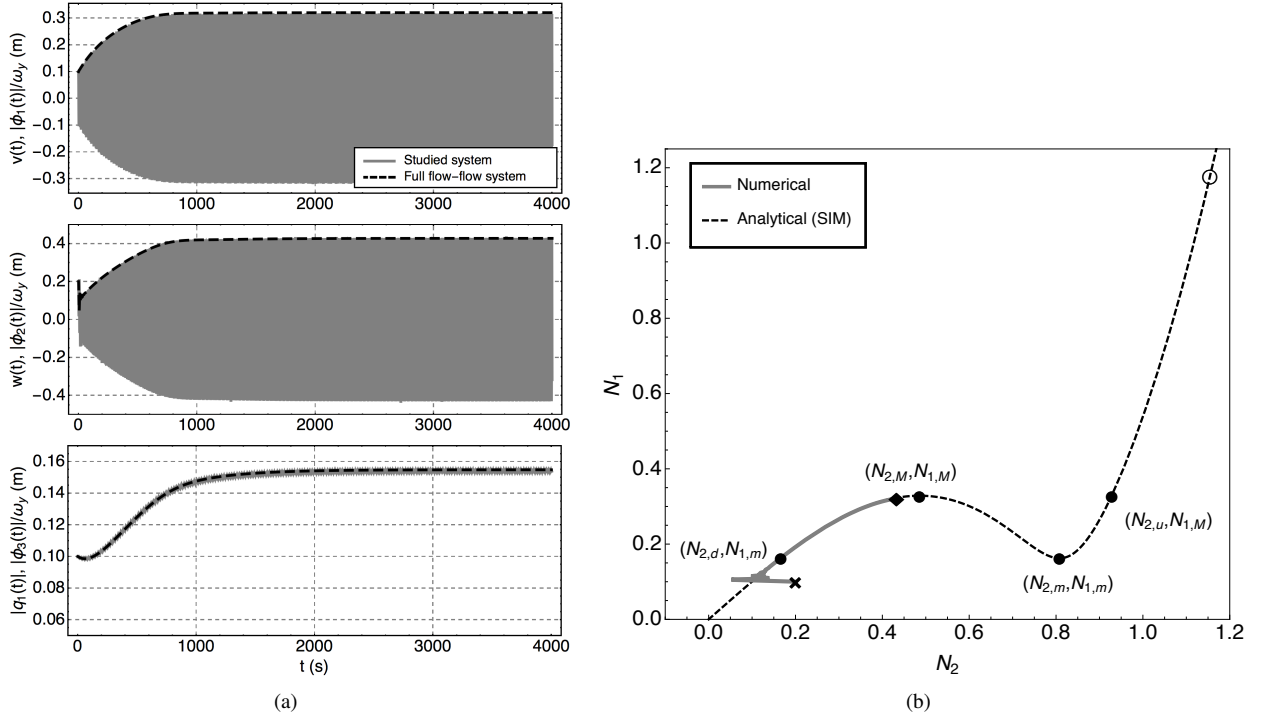 v(t), |ϕ₁(t)|/ω_y (m)
0.3
0.2
0.1
0.0
−0.1
−0.2
−0.3
Studied system
Full flow−flow system
0 1000 2000 3000 4000
w(t), |ϕ₂(t)|/ω_y (m)
0.4
0.2
0.0
−0.2
−0.4
0 1000 2000 3000 4000
|q₁(t)|, |ϕ₃(t)|/ω_y (m)
0.16
0.14
0.12
0.10
0.08
0.06
0 1000 2000 3000 4000
t (s)
(a)
N₁
1.2
1.0
0.8
0.6
0.4
0.2
0.0
Numerical
Analytical (SIM)
(N₂,M,N₁,M)
(N₂,u,N₁,M)
(N₂,d,N₁,m)
(N₂,m,N₁,m)
0.0 0.2 0.4 0.6 0.8 1.0 1.2
N₂
(b)